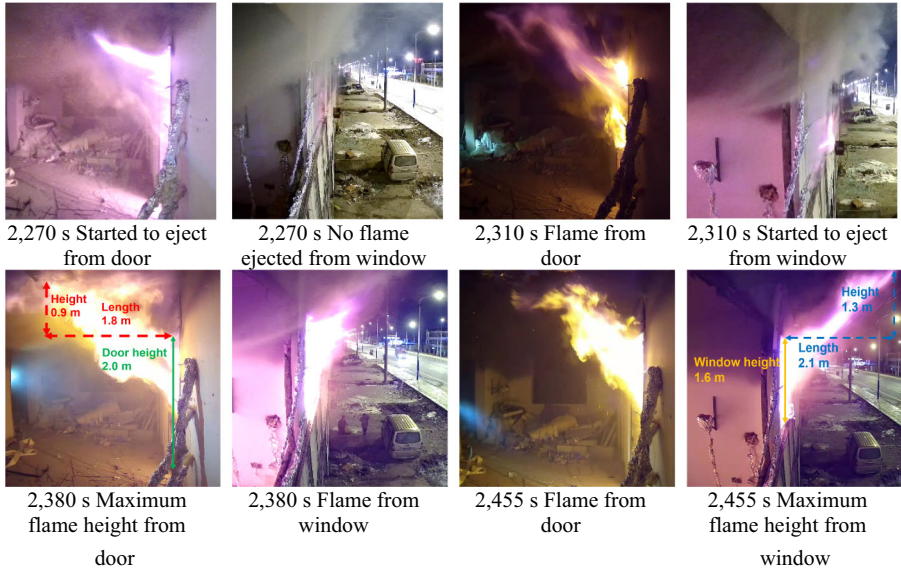 2,270 s Started to eject
from door
2,270 s No flame
ejected from window
2,310 s Flame from
door
2,310 s Started to eject
from window
Height
0.9 m
Length
1.8 m
Door height
2.0 m
Height
1.3 m
Length
2.1 m
Window height
1.6 m
2,380 s Maximum
flame height from
door
2,380 s Flame from
window
2,455 s Flame from
door
2,455 s Maximum
flame height from
window